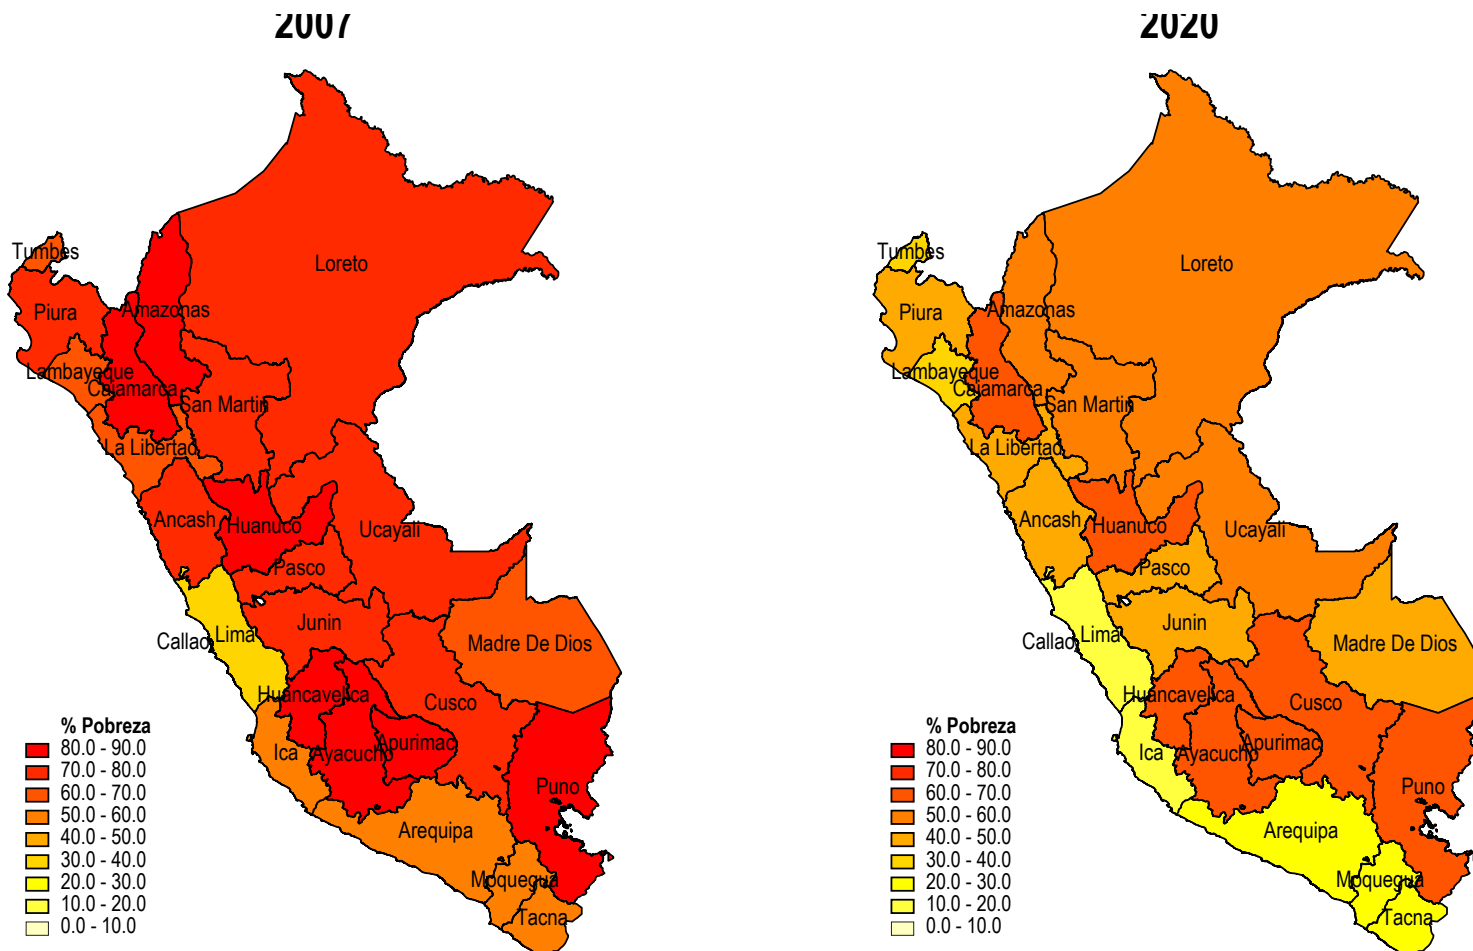 2007
Tumbes
Loreto
Piura
Amazonas
Lambayeque
Cajamarca
San Martin
La Libertad
Ancash
Huanuco
Ucayali
Pasco
Junin
Callao
Lima
Madre De Dios
Huancavelica
Cusco
Ica
Ayacucho
Apurimac
Puno
Arequipa
Moquegua
Tacna
% Pobreza
80.0 - 90.0
70.0 - 80.0
60.0 - 70.0
50.0 - 60.0
40.0 - 50.0
30.0 - 40.0
20.0 - 30.0
10.0 - 20.0
0.0 - 10.0
2020
Tumbes
Loreto
Piura
Amazonas
Lambayeque
Cajamarca
San Martin
La Libertad
Ancash
Huanuco
Ucayali
Pasco
Junin
Callao
Lima
Madre De Dios
Huancavelica
Cusco
Ica
Ayacucho
Apurimac
Puno
Arequipa
Moquegua
Tacna
% Pobreza
80.0 - 90.0
70.0 - 80.0
60.0 - 70.0
50.0 - 60.0
40.0 - 50.0
30.0 - 40.0
20.0 - 30.0
10.0 - 20.0
0.0 - 10.0